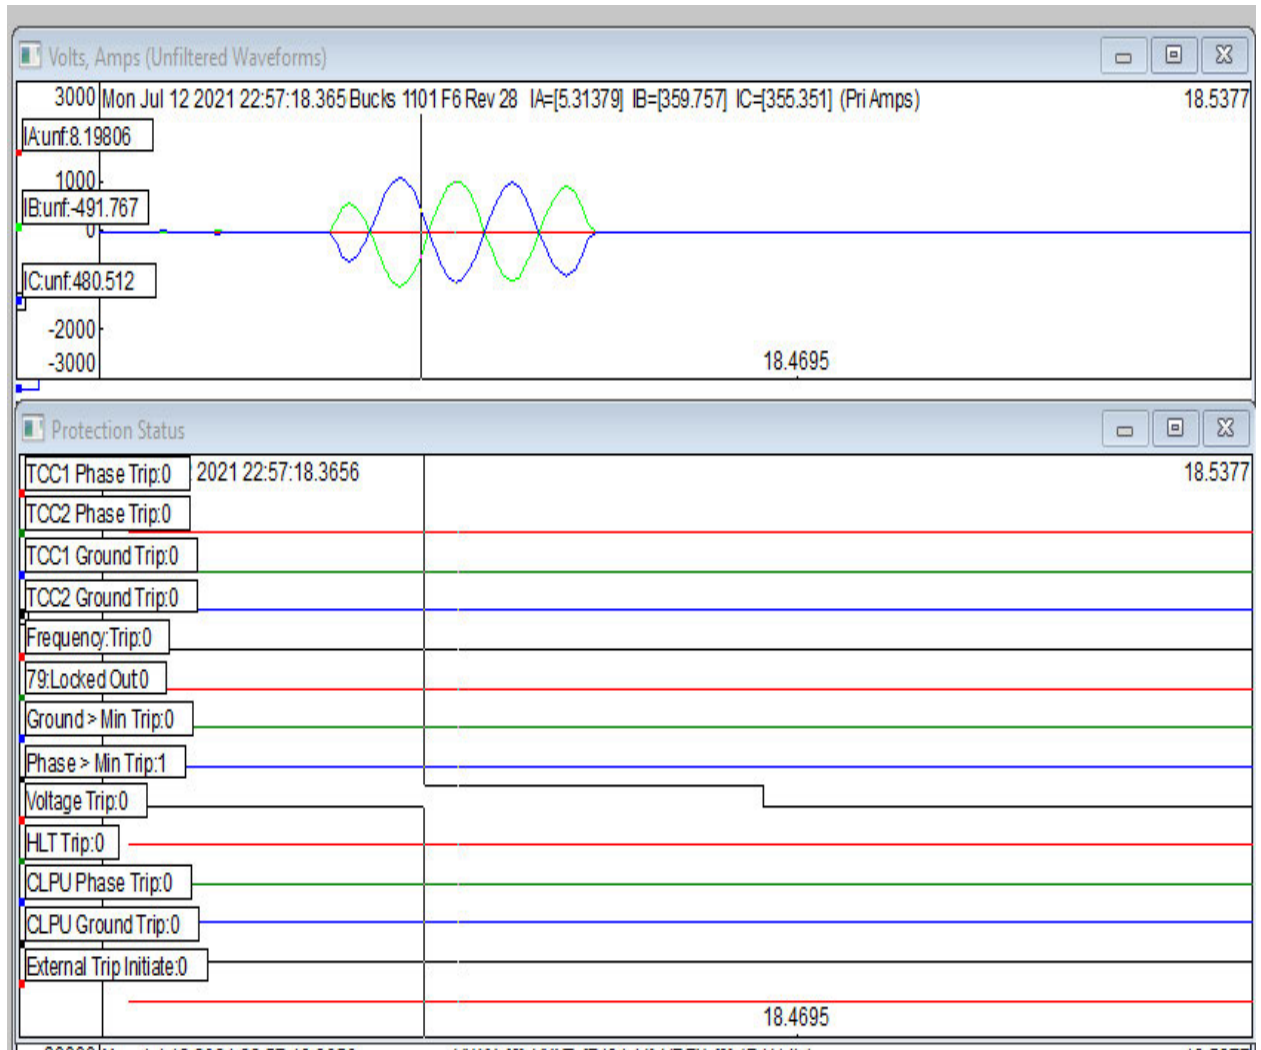 Volts, Amps (Unfiltered Waveforms)
3000 Mon Jul 12 2021 22:57:18.365 Bucks 1101 F6 Rev 28 IA=[5.31379] IB=[359.757] IC=[355.351] (Pri Amps) 18.5377
IA:unf:8.19806
1000
IB:unf:-491.767
0
IC:unf:480.512
-2000
-3000
18.4695
Protection Status
TCC1 Phase Trip:0 2021 22:57:18.3656 18.5377
TCC2 Phase Trip:0
TCC1 Ground Trip:0
TCC2 Ground Trip:0
Frequency:Trip:0
79:Locked Out:0
Ground > Min Trip:0
Phase > Min Trip:1
Voltage Trip:0
HLT Trip:0
CLPU Phase Trip:0
CLPU Ground Trip:0
External Trip Initiate:0
18.4695